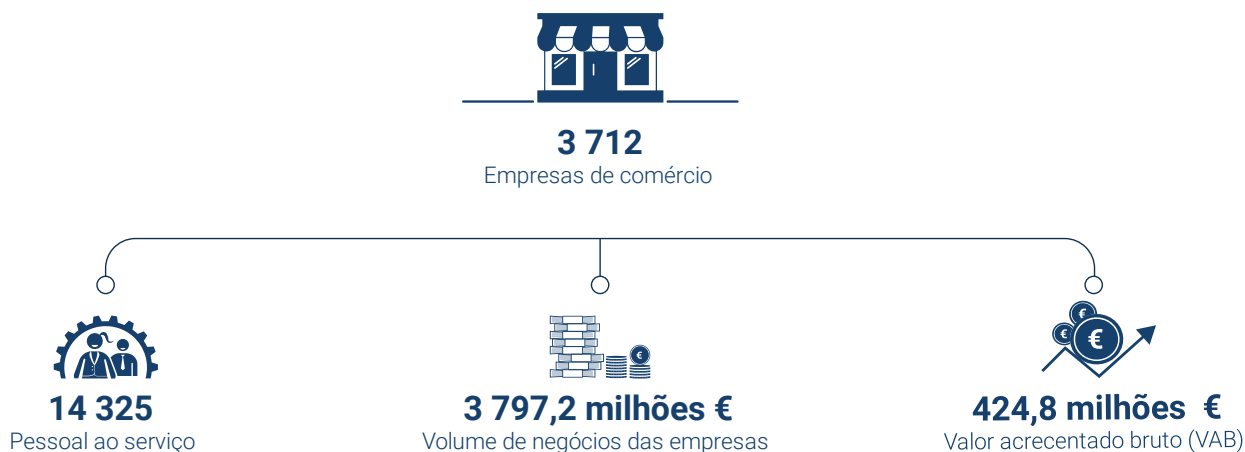 3 712
Empresas de comércio
14 325
Pessoal ao serviço
3 797,2 milhões €
Volume de negócios das empresas
424,8 milhões €
Valor acrecentado bruto (VAB)